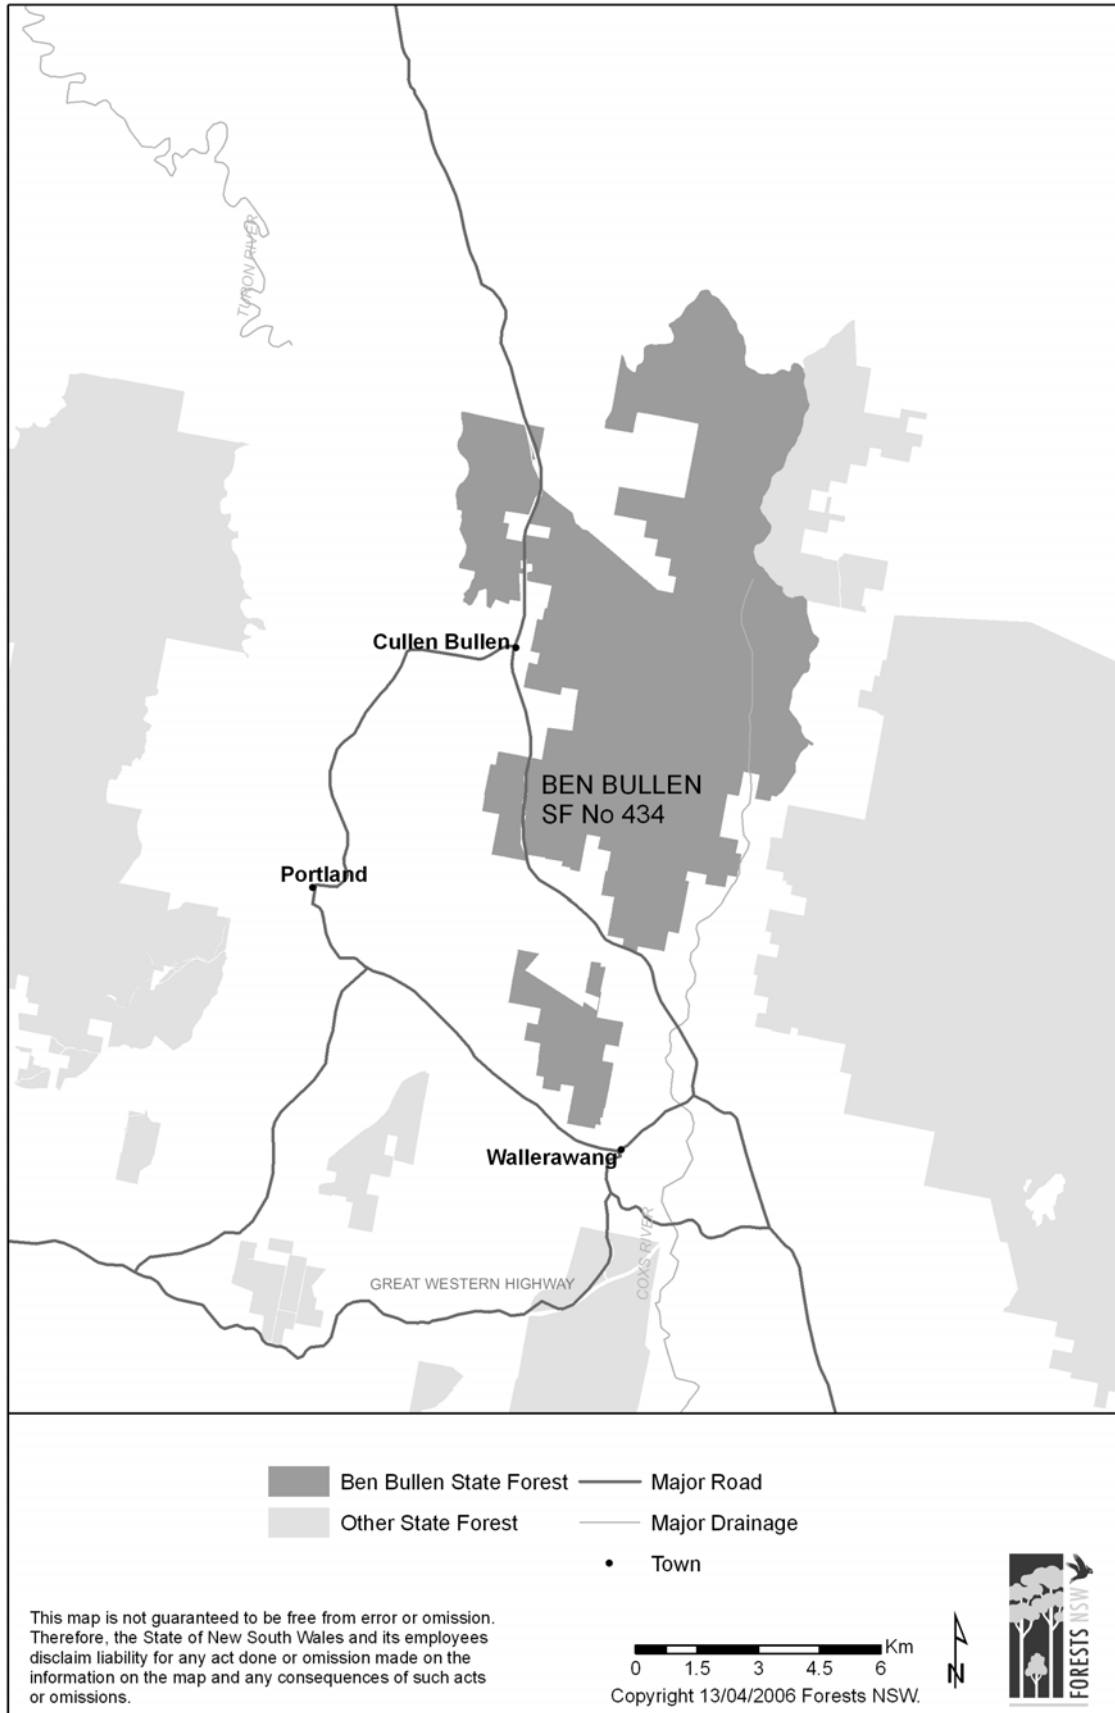 TURON RIVER
Cullen Bullen
BEN BULLEN
SF No 434
Portland
Wallerawang
COXS RIVER
GREAT WESTERN HIGHWAY
Ben Bullen State Forest
Major Road
Other State Forest
Major Drainage
Town
This map is not guaranteed to be free from error or omission.
Therefore, the State of New South Wales and its employees
disclaim liability for any act done or omission made on the
information on the map and any consequences of such acts
or omissions.
Km
0 1.5 3 4.5 6
Copyright 13/04/2006 Forests NSW.
N
FORESTS NSW